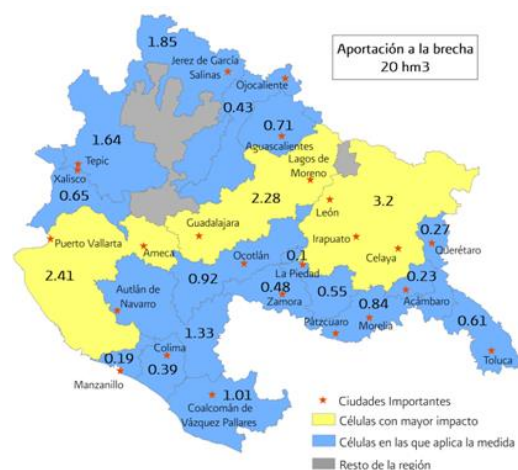 Aportación a la brecha
20 hm3
1.85
Jerez de García
Salinas
Ojocaliente
0.43
0.71
Aguascalientes
1.64
Tepic
Xalisco
0.65
Lagos de
Moreno
2.28
León
3.2
Guadalajara
Puerto Vallarta
Ameca
Irapuato
Celaya
0.27
Querétaro
Ocotlán
0.1
La Piedad
2.41
0.92
0.23
Acámbaro
Autlán de
Navarro
0.48
Zamora
0.55
0.84
Pátzcuaro
Morelia
0.61
Toluca
1.33
Colima
0.19
0.39
Manzanillo
1.01
Coalcomán de
Vázquez Pallares
Ciudades Importantes
Células con mayor impacto
Células en las que aplica la medida
Resto de la región